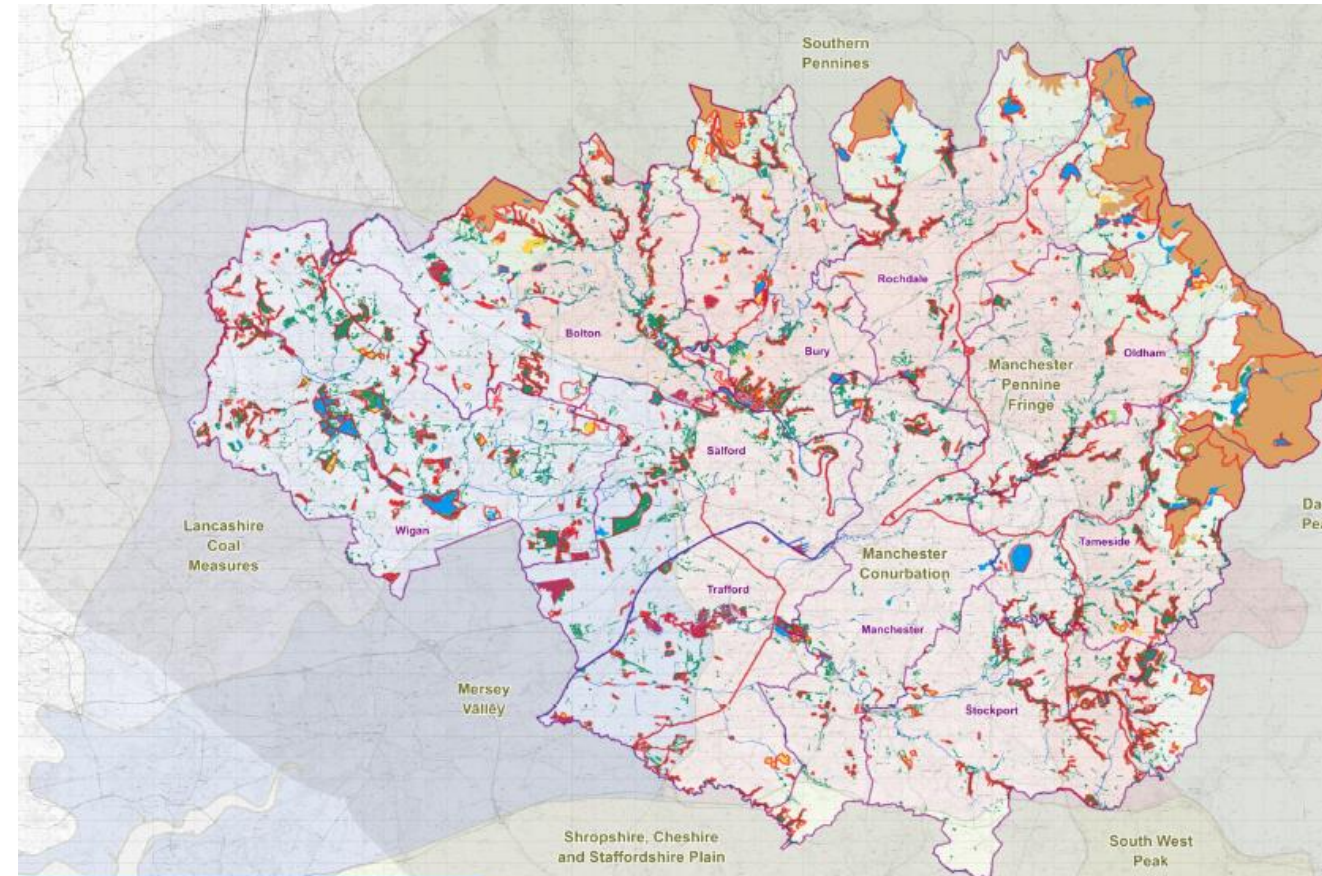 Southern
Pennines
Rochdale
Bolton
Bury
Oldham
Manchester
Pennine
Fringe
Salford
Lancashire
Coal
Measures
Wigan
Tameside
Manchester
Conurbation
Trafford
Manchester
Mersey
Valley
Stockport
Shropshire, Cheshire
and Staffordshire Plain
South West
Peak